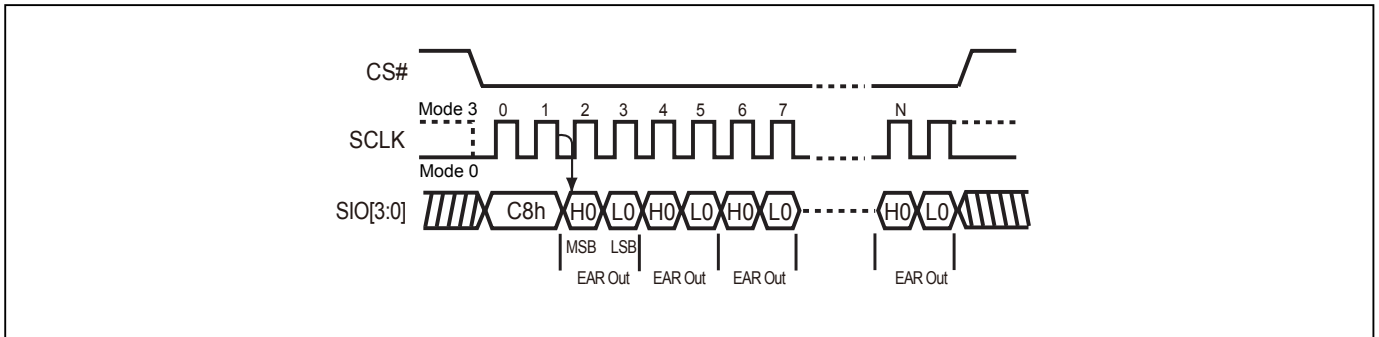 CS#
Mode 3 0 1 2 3 4 5 6 7 N
SCLK
Mode 0
SIO[3:0] C8h H0 L0 H0 L0 H0 L0 H0 L0
MSB LSB
EAR Out EAR Out EAR Out EAR Out